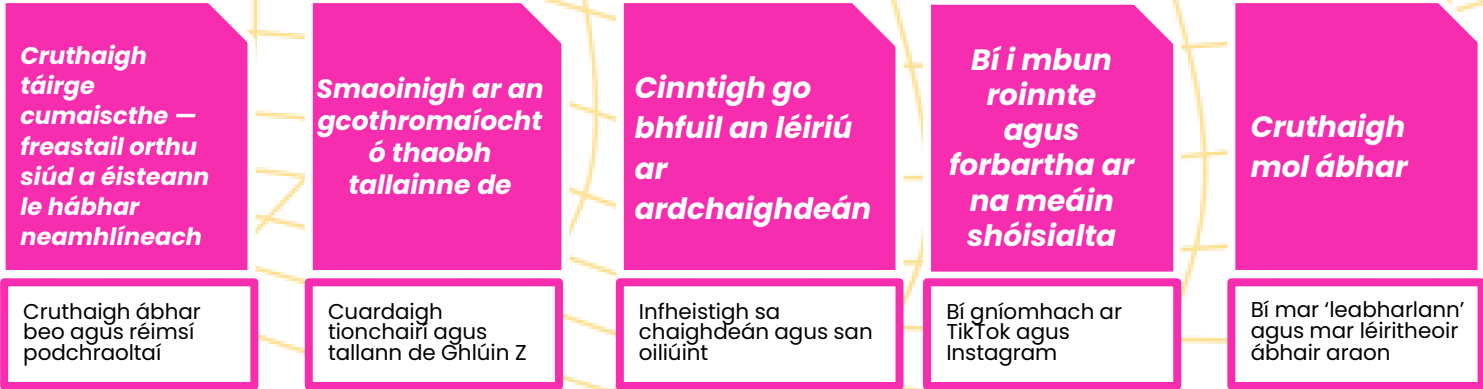 Cruthaigh
táirge
cumaiscthe —
freastail orthu
siúd a éisteann
le hábhar
neamhlíneach
Cruthaigh ábhar
beo agus réimsí
podchraoltaí
Smaoinigh ar an
gcothromaíocht
ó thaobh
tallainne de
Cuardaigh
tionchairí agus
tallann de Ghlúin Z
Cinntigh go
bhfuil an léiriú
ar
ardchaighdeán
Infheistigh sa
chaighdeán agus san
oiliúint
Bí i mbun
roinnte
agus
forbartha ar
na meáin
shóisialta
Bí gníomhach ar
TikTok agus
Instagram
Cruthaigh
mol ábhar
Bí mar ‘leabharlann’
agus mar léiritheoir
ábhair araon